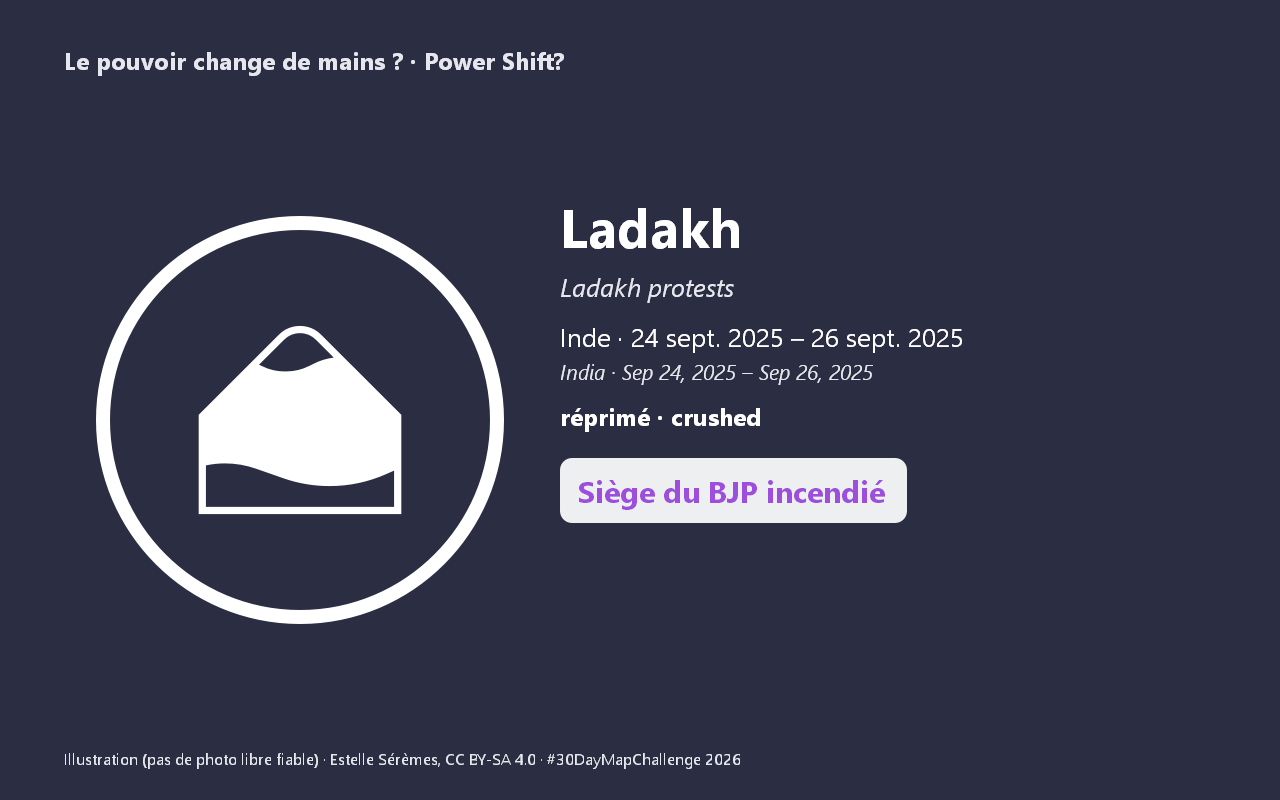 Le pouvoir change de mains ? · Power Shift?
Ladakh
Ladakh protests
Inde · 24 sept. 2025 – 26 sept. 2025
India · Sep 24, 2025 – Sep 26, 2025
réprimé · crushed
Siège du BJP incendié
Illustration (pas de photo libre fiable) · Estelle Sérèmes, CC BY-SA 4.0 · #30DayMapChallenge 2026